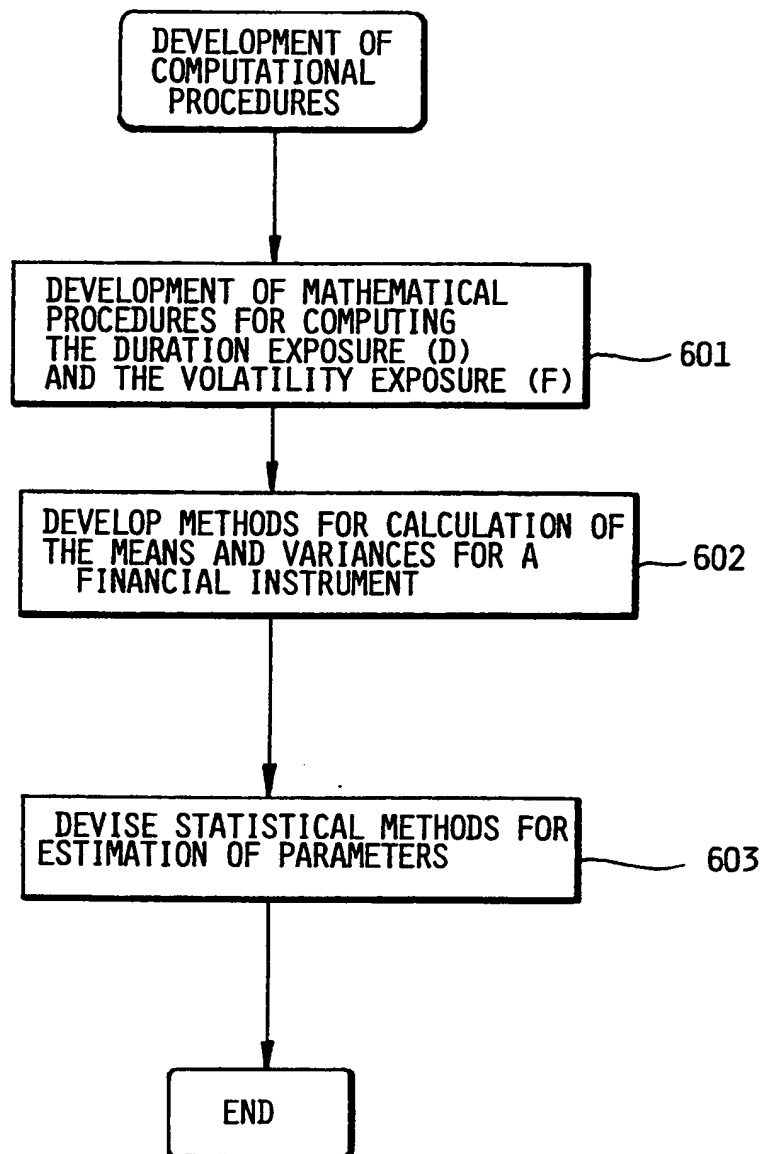 DEVELOPMENT OF
COMPUTATIONAL
PROCEDURES
DEVELOPMENT OF MATHEMATICAL
PROCEDURES FOR COMPUTING
THE DURATION EXPOSURE (D)
AND THE VOLATILITY EXPOSURE (F)
601
DEVELOP METHODS FOR CALCULATION OF
THE MEANS AND VARIANCES FOR A
FINANCIAL INSTRUMENT
602
DEVISE STATISTICAL METHODS FOR
ESTIMATION OF PARAMETERS
603
END